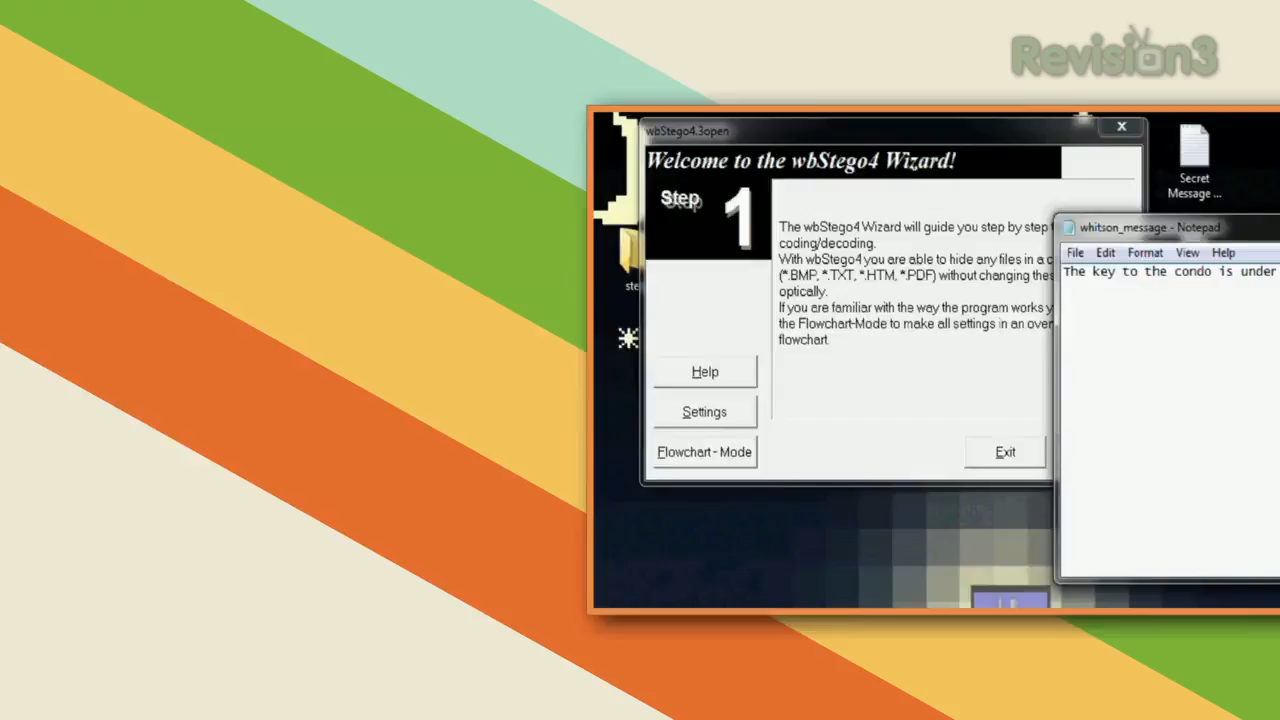 Revision3
wbStego4.3open
X
Welcome to the wbStego4 Wizard!
Step 1
The wbStego4 Wizard will guide you step by step
coding/decoding.
With wbStego4 you are able to hide any files in a c
(*.BMP, *.TXT, *.HTM, *.PDF) without changing thes
optically.
If you are familiar with the way the program works y
the Flowchart-Mode to make all settings in an over
flowchart.
Help
Settings
Flowchart - Mode
Exit
Secret
Message ...
ste
whitson_message - Notepad
File Edit Format View Help
The key to the condo is under